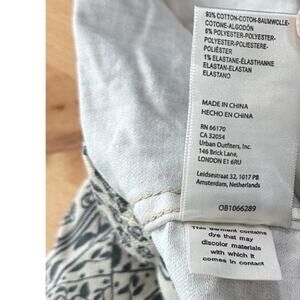 93% COTTON-COTON-BAUMWOLLE-
COTONE-ALGODÓN
6% POLYESTER-POLYESTER-
POLYESTER-POLIESTERE-
POLIÉSTER
1% ELASTANE-ÉLASTHANNE
ELASTAN-ELASTAN
ELASTANO
MADE IN CHINA
HECHO EN CHINA
RN 66170
CA 32054
Urban Outfitters, Inc.
146 Brick Lane,
LONDON E1 6RU
Leidsestraat 32, 1017 PB
Amsterdam, Netherlands
OB1066289
This garment contains
dye that may
discolor materials
with which it
comes in contact